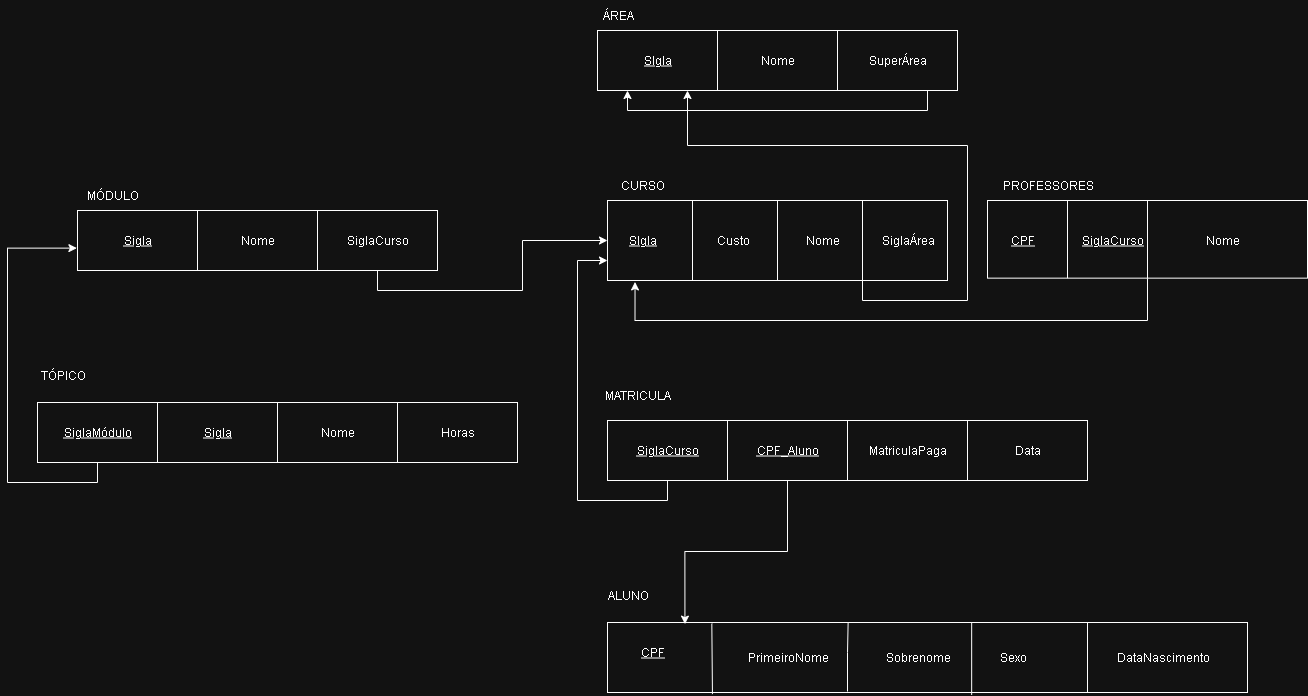 ÁREA
SIgla Nome SuperÁrea
MÓDULO
Sigla Nome SiglaCurso
CURSO
SIgla Custo Nome SiglaÁrea
PROFESSORES
CPF SiglaCurso Nome
TÓPICO
SiglaMódulo Sigla Nome Horas
MATRICULA
SiglaCurso CPF_Aluno MatriculaPaga Data
ALUNO
CPF PrimeiroNome Sobrenome Sexo DataNascimento